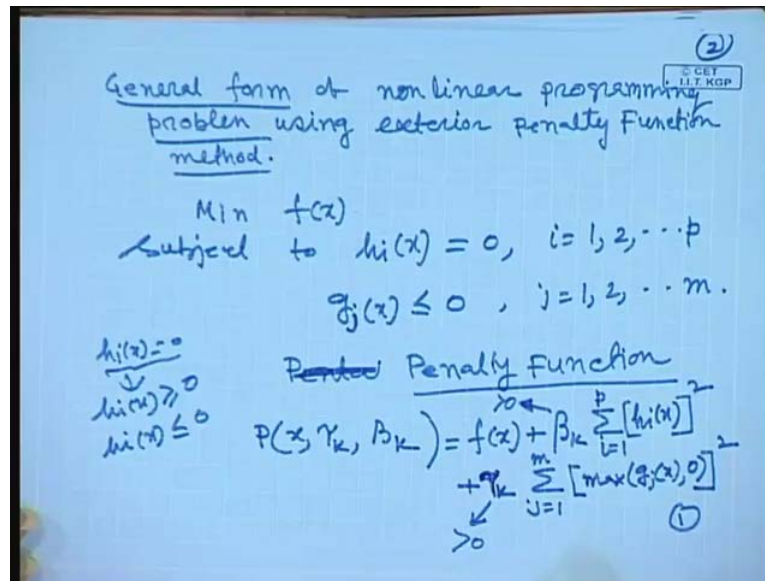 ②
© CET
I.I.T. KGP
General form of nonlinear programming
problem using exterior penalty Function
method.
Min f(x)
Subject to hi(x) = 0, i = 1, 2, ... p
gj(x) ≤ 0, j = 1, 2, .. m.
hi(x) = 0
hi(x) ≥ 0
hi(x) ≤ 0
Penalty Function
P(x, γk, βk) = f(x) + βk Σ_{i=1}^{p} [hi(x)]²
>0
+ γk Σ_{j=1}^{m} [max(gj(x), 0)]²
>0
①